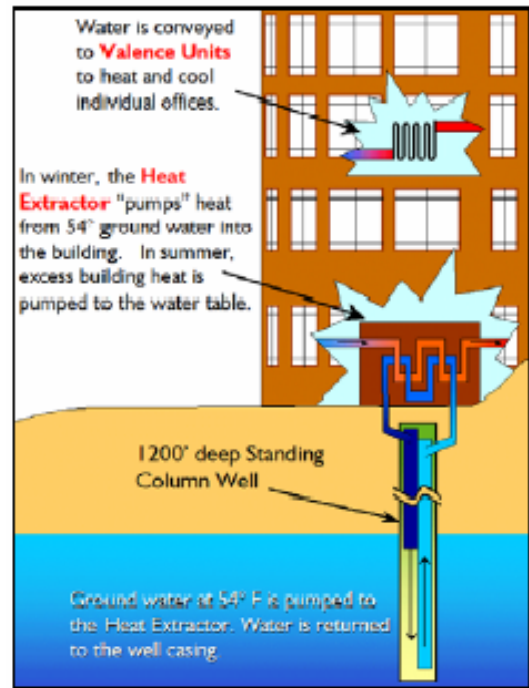 Water is conveyed
to Valence Units
to heat and cool
individual offices.
In winter, the Heat
Extractor "pumps" heat
from 54° ground water into
the building. In summer,
excess building heat is
pumped to the water table.
1200' deep Standing
Column Well
Ground water at 54° F is pumped to
the Heat Extractor. Water is returned
to the well casing.